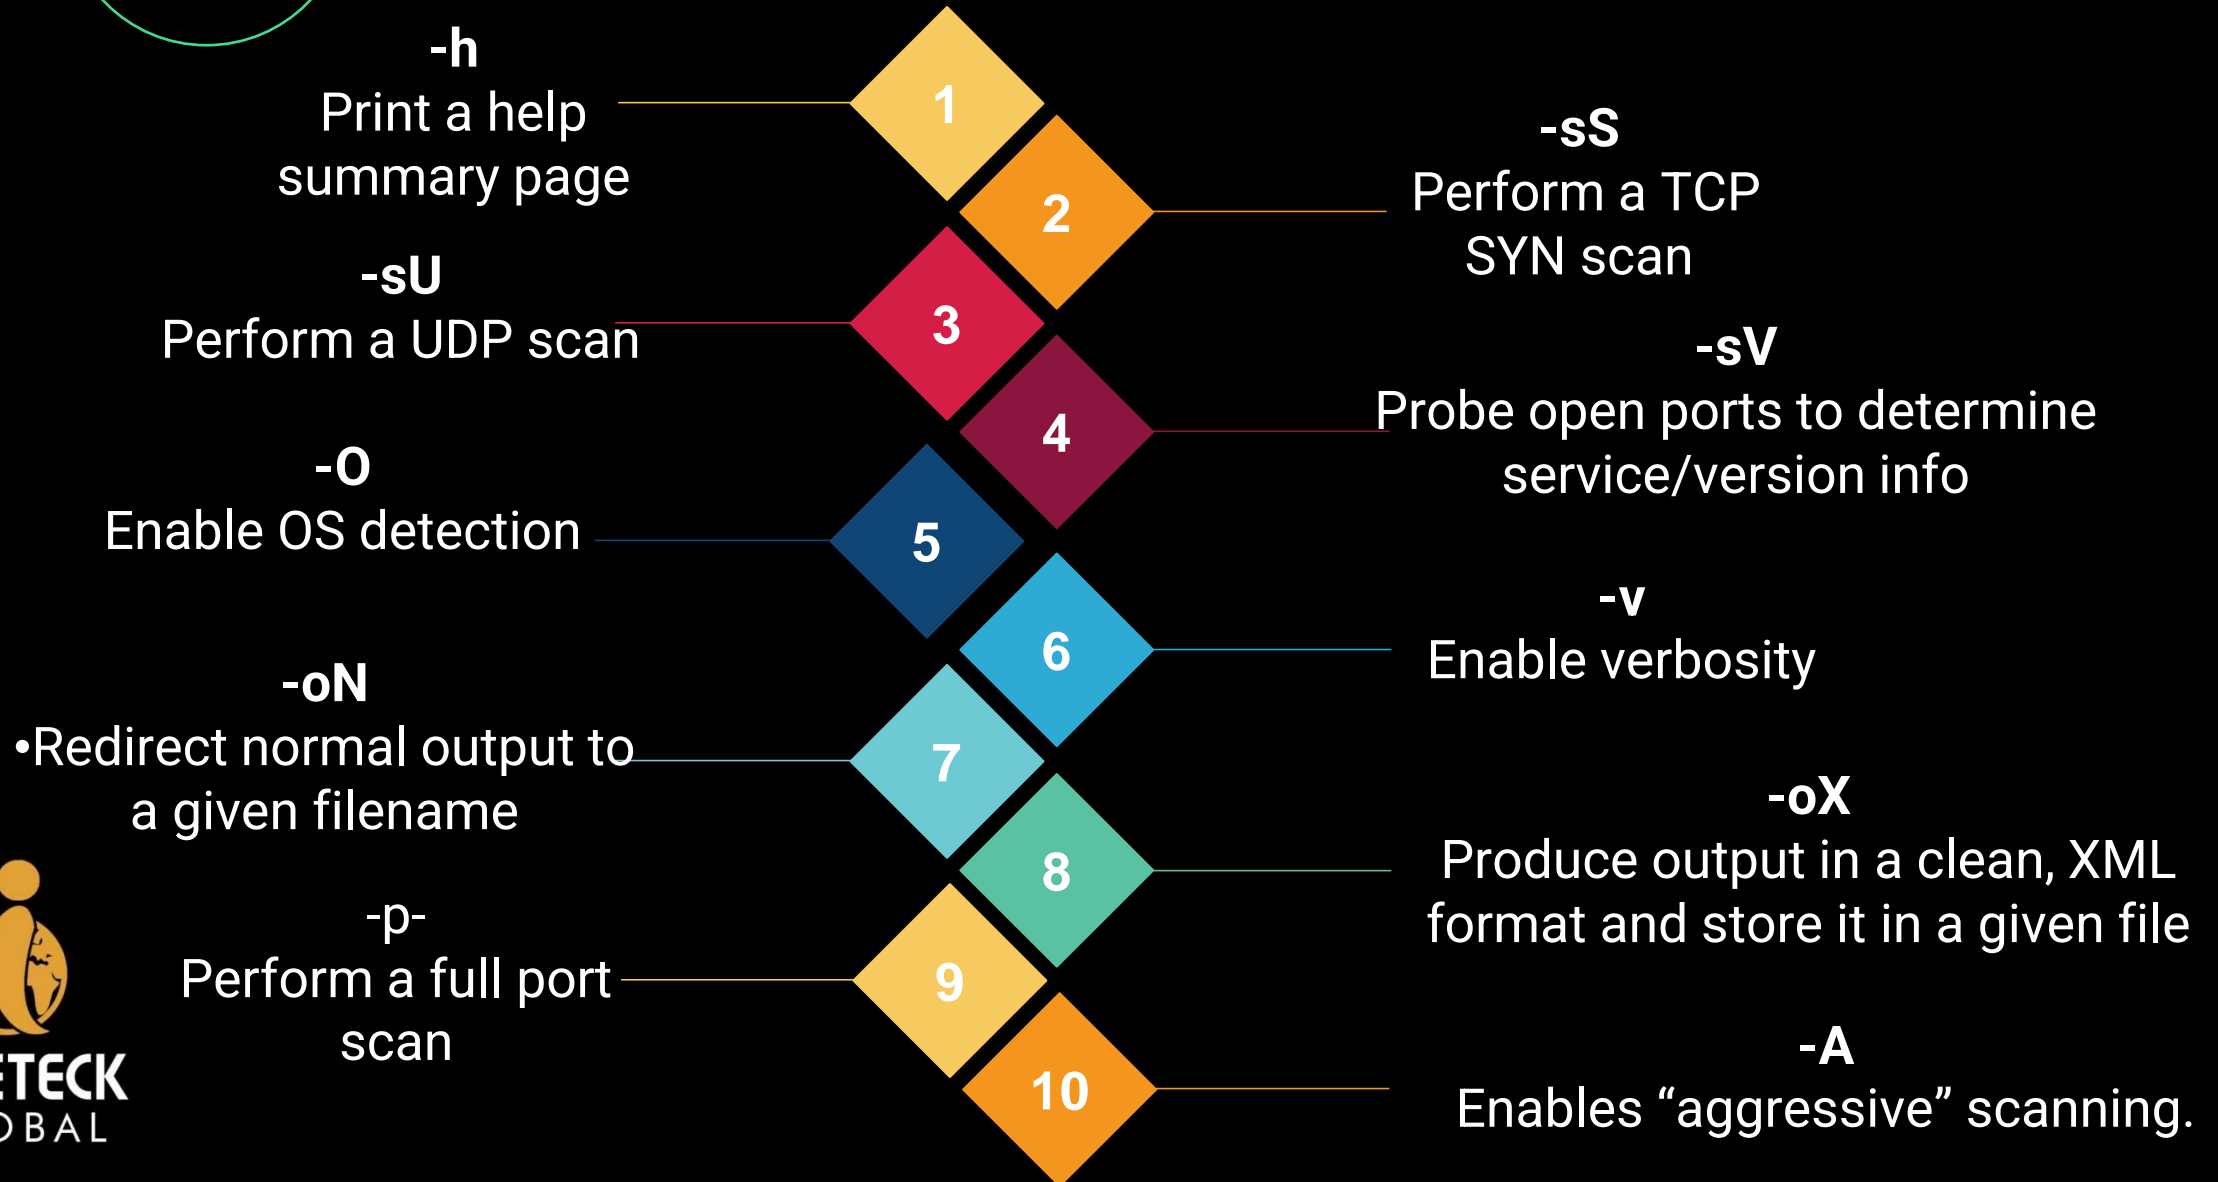 -h
Print a help
summary page
1
2
-sS
Perform a TCP
SYN scan
-sU
Perform a UDP scan
3
4
-sV
Probe open ports to determine
service/version info
-O
Enable OS detection
5
6
-v
Enable verbosity
-oN
•Redirect normal output to
a given filename
7
8
-oX
Produce output in a clean, XML
format and store it in a given file
-p-
Perform a full port
scan
9
10
-A
Enables “aggressive” scanning.
ETECK
OBAL